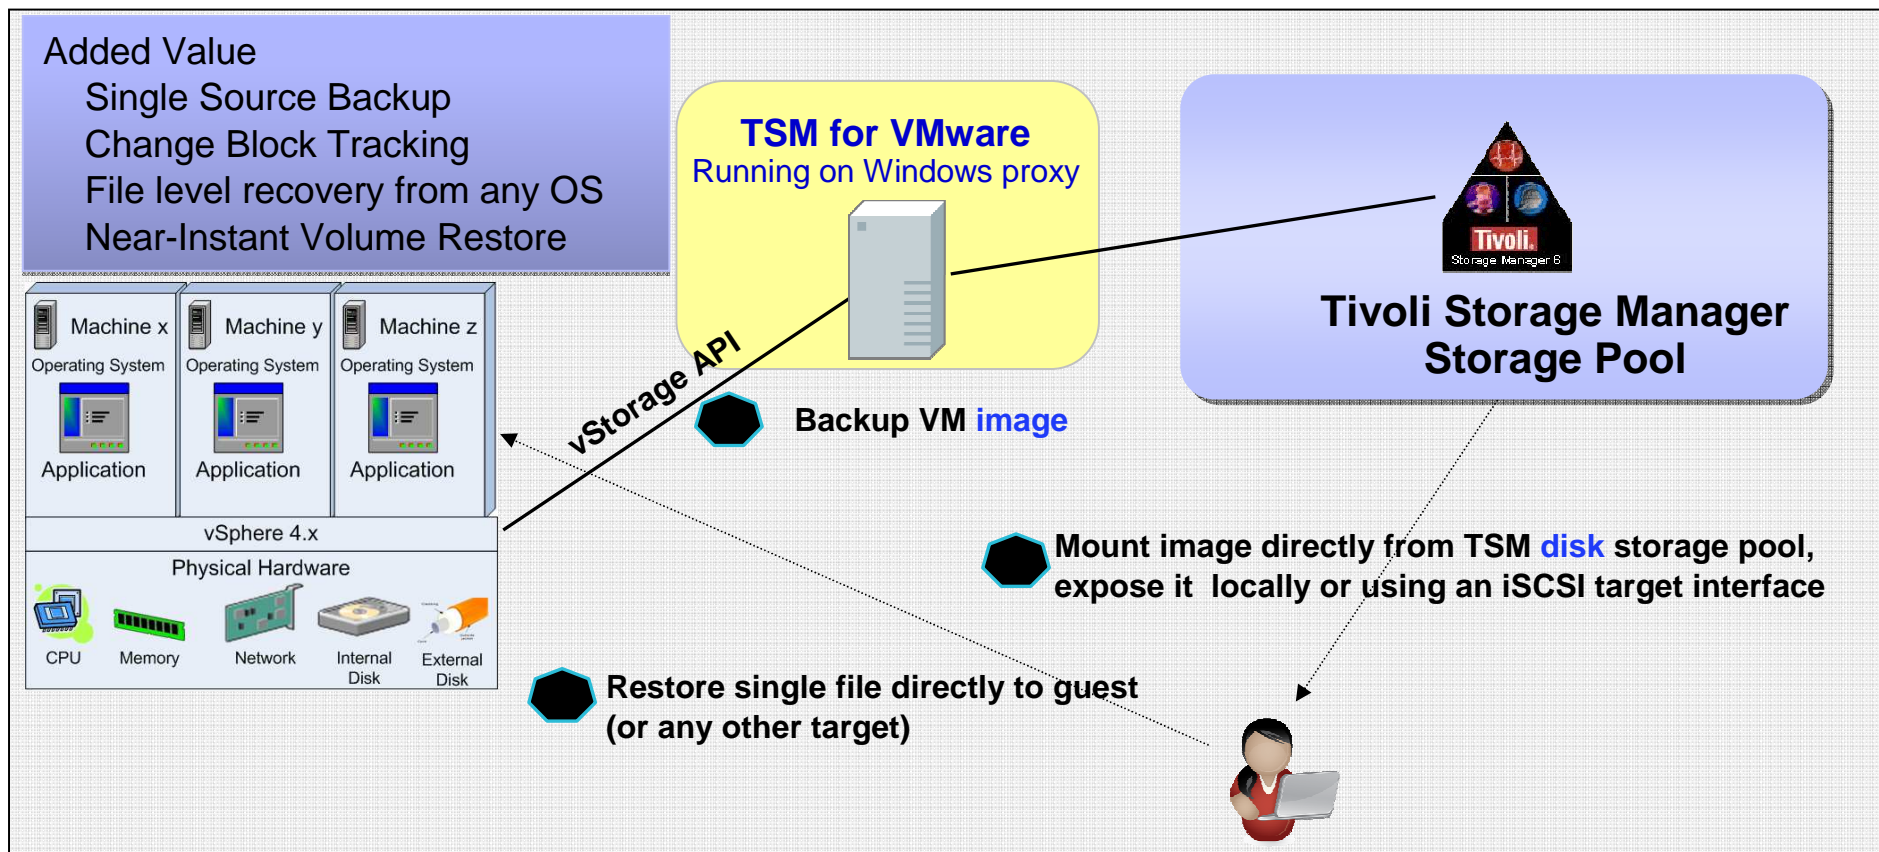 Added Value
Single Source Backup
Change Block Tracking
File level recovery from any OS
Near-Instant Volume Restore
TSM for VMware
Running on Windows proxy
Tivoli.
Storage Manager 6
Tivoli Storage Manager
Storage Pool
Machine x
Operating System
Application
Machine y
Operating System
Application
Machine z
Operating System
Application
vSphere 4.x
Physical Hardware
CPU
Memory
Network
Internal
Disk
External
Disk
vStorage API
Backup VM image
Mount image directly from TSM disk storage pool,
expose it locally or using an iSCSI target interface
Restore single file directly to guest
(or any other target)